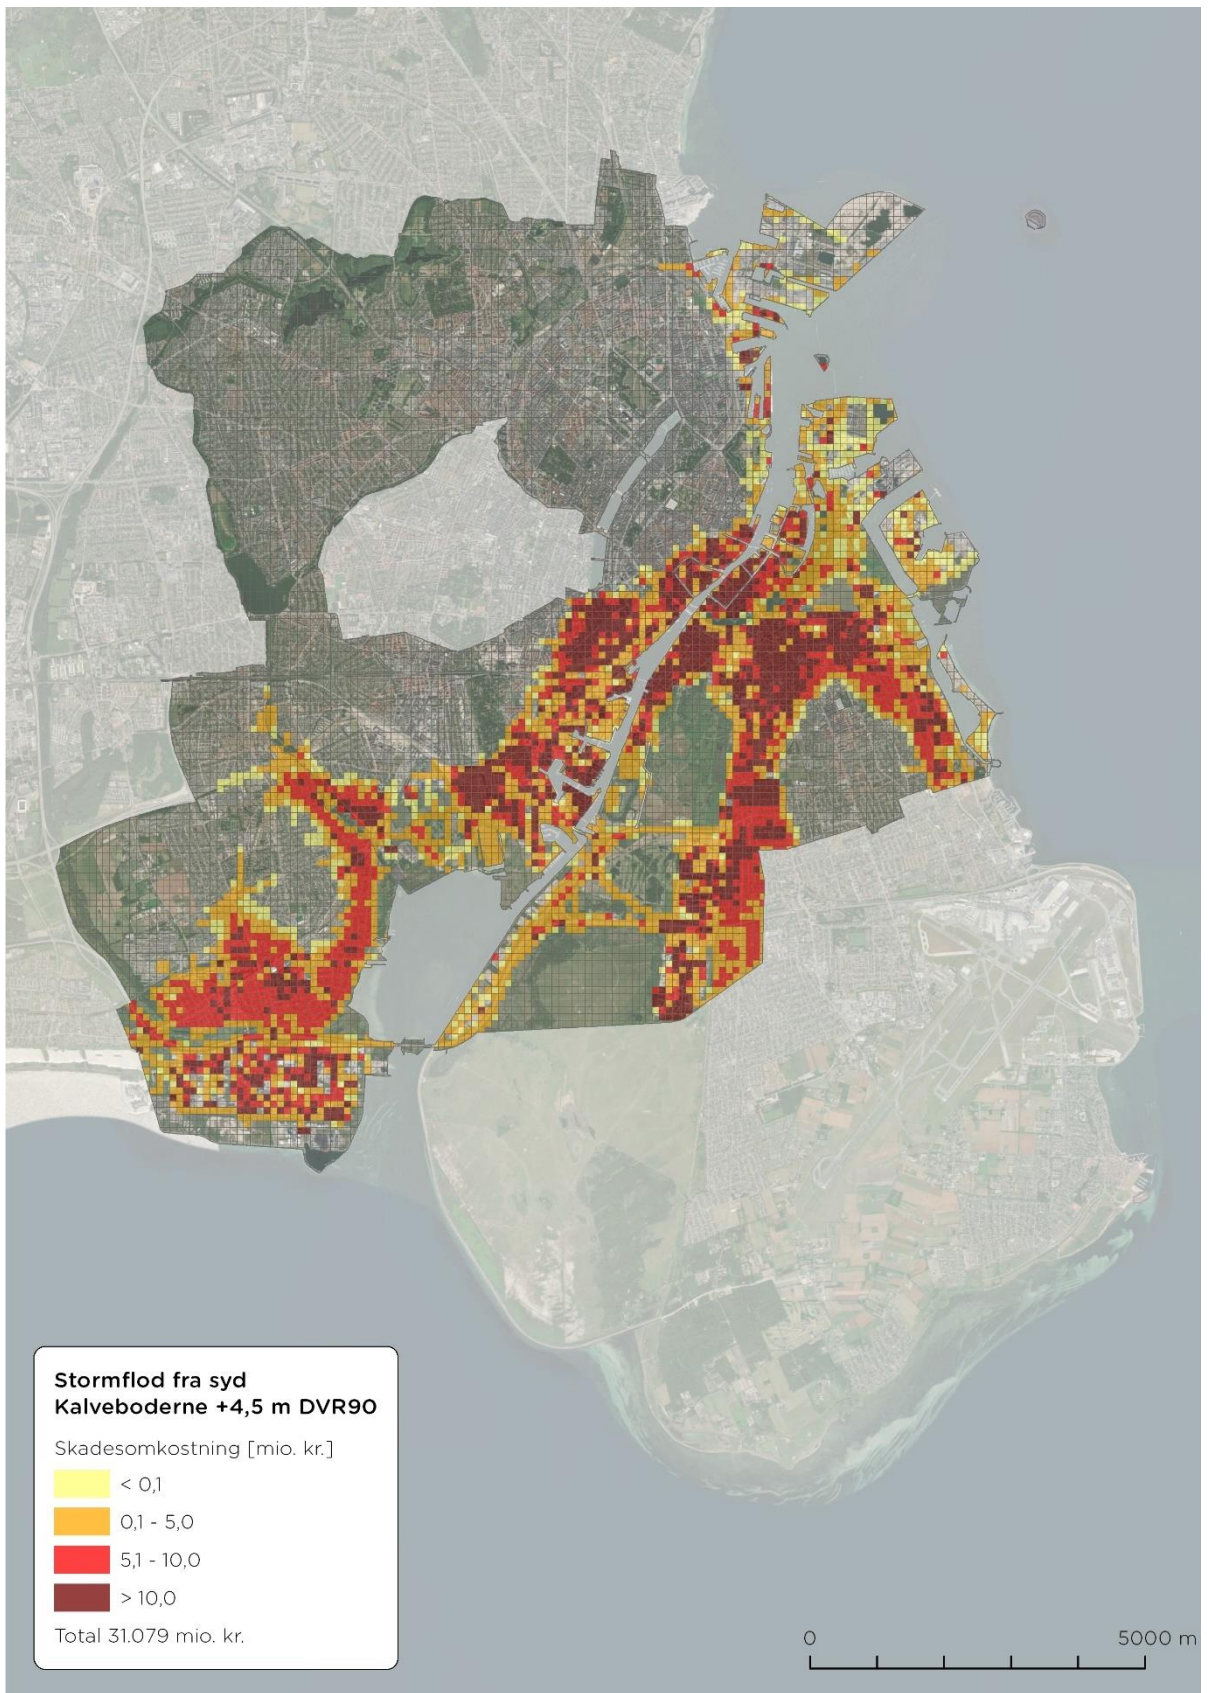 Stormflod fra syd
Kalveboderne +4,5 m DVR90
Skadesomkostning [mio. kr.]
< 0,1
0,1 - 5,0
5,1 - 10,0
> 10,0
Total 31.079 mio. kr.
0 5000 m